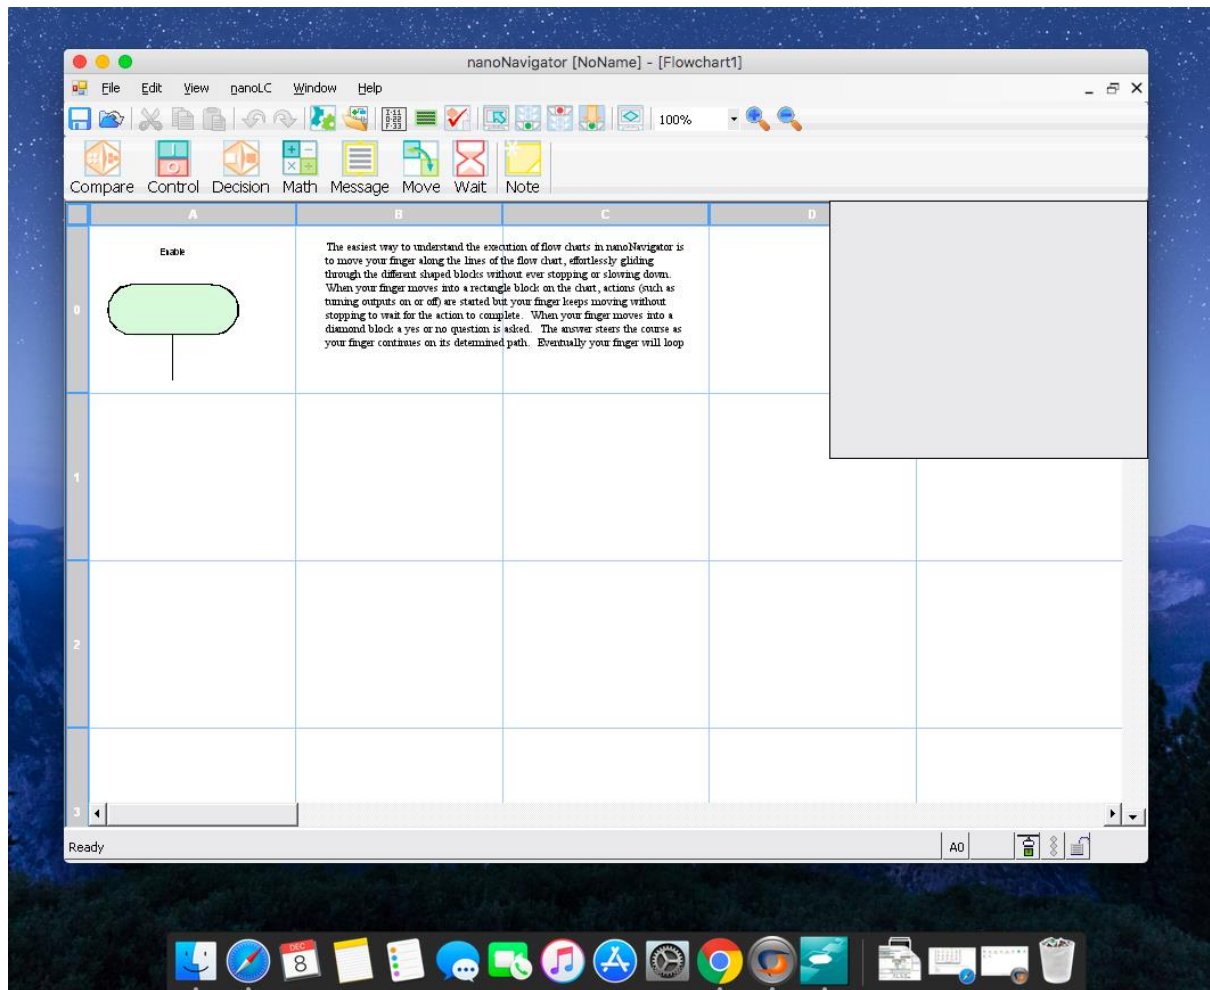 nanoNavigator [NoName] - [Flowchart1]
File Edit View nanoLC Window Help
I-11
0-22
F-33
100%
Compare Control Decision Math Message Move Wait Note
A B C D
Enable
The easiest way to understand the execution of flow charts in nanoNavigator is
to move your finger along the lines of the flow chart, effortlessly gliding
through the different shaped blocks without ever stopping or slowing down.
When your finger moves into a rectangle block on the chart, actions (such as
turning outputs on or off) are started but your finger keeps moving without
stopping to wait for the action to complete. When your finger moves into a
diamond block a yes or no question is asked. The answer steers the course as
your finger continues on its determined path. Eventually your finger will loop
0
1
2
3
Ready A0
DEC
8